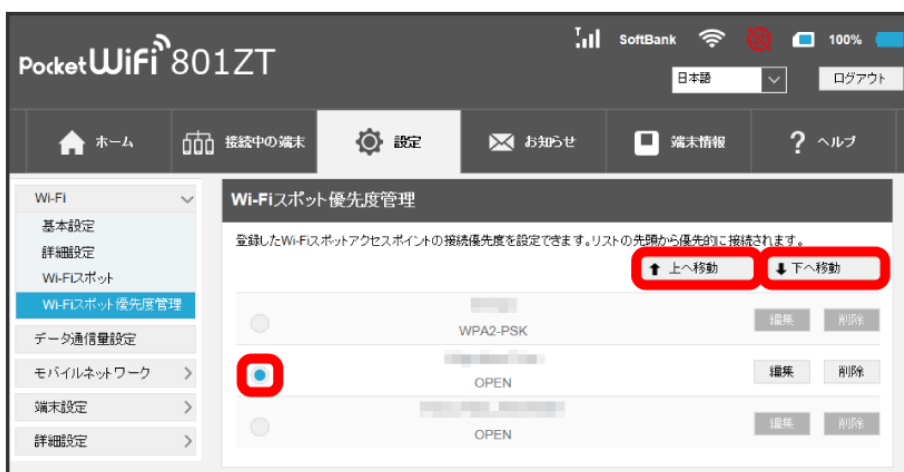 SoftBank 100%
PocketWiFi 801ZT
日本語 ログアウト
ホーム 接続中の端末 設定 お知らせ 端末情報 ? ヘルプ
Wi-Fi
基本設定
詳細設定
Wi-Fiスポット
Wi-Fiスポット優先度管理
データ通信量設定
モバイルネットワーク
端末設定
詳細設定
Wi-Fiスポット優先度管理
登録したWi-Fiスポットアクセスポイントの接続優先度を設定できます。リストの先頭から優先的に接続されます。
上へ移動 下へ移動
WPA2-PSK 編集 削除
OPEN 編集 削除
OPEN 編集 削除